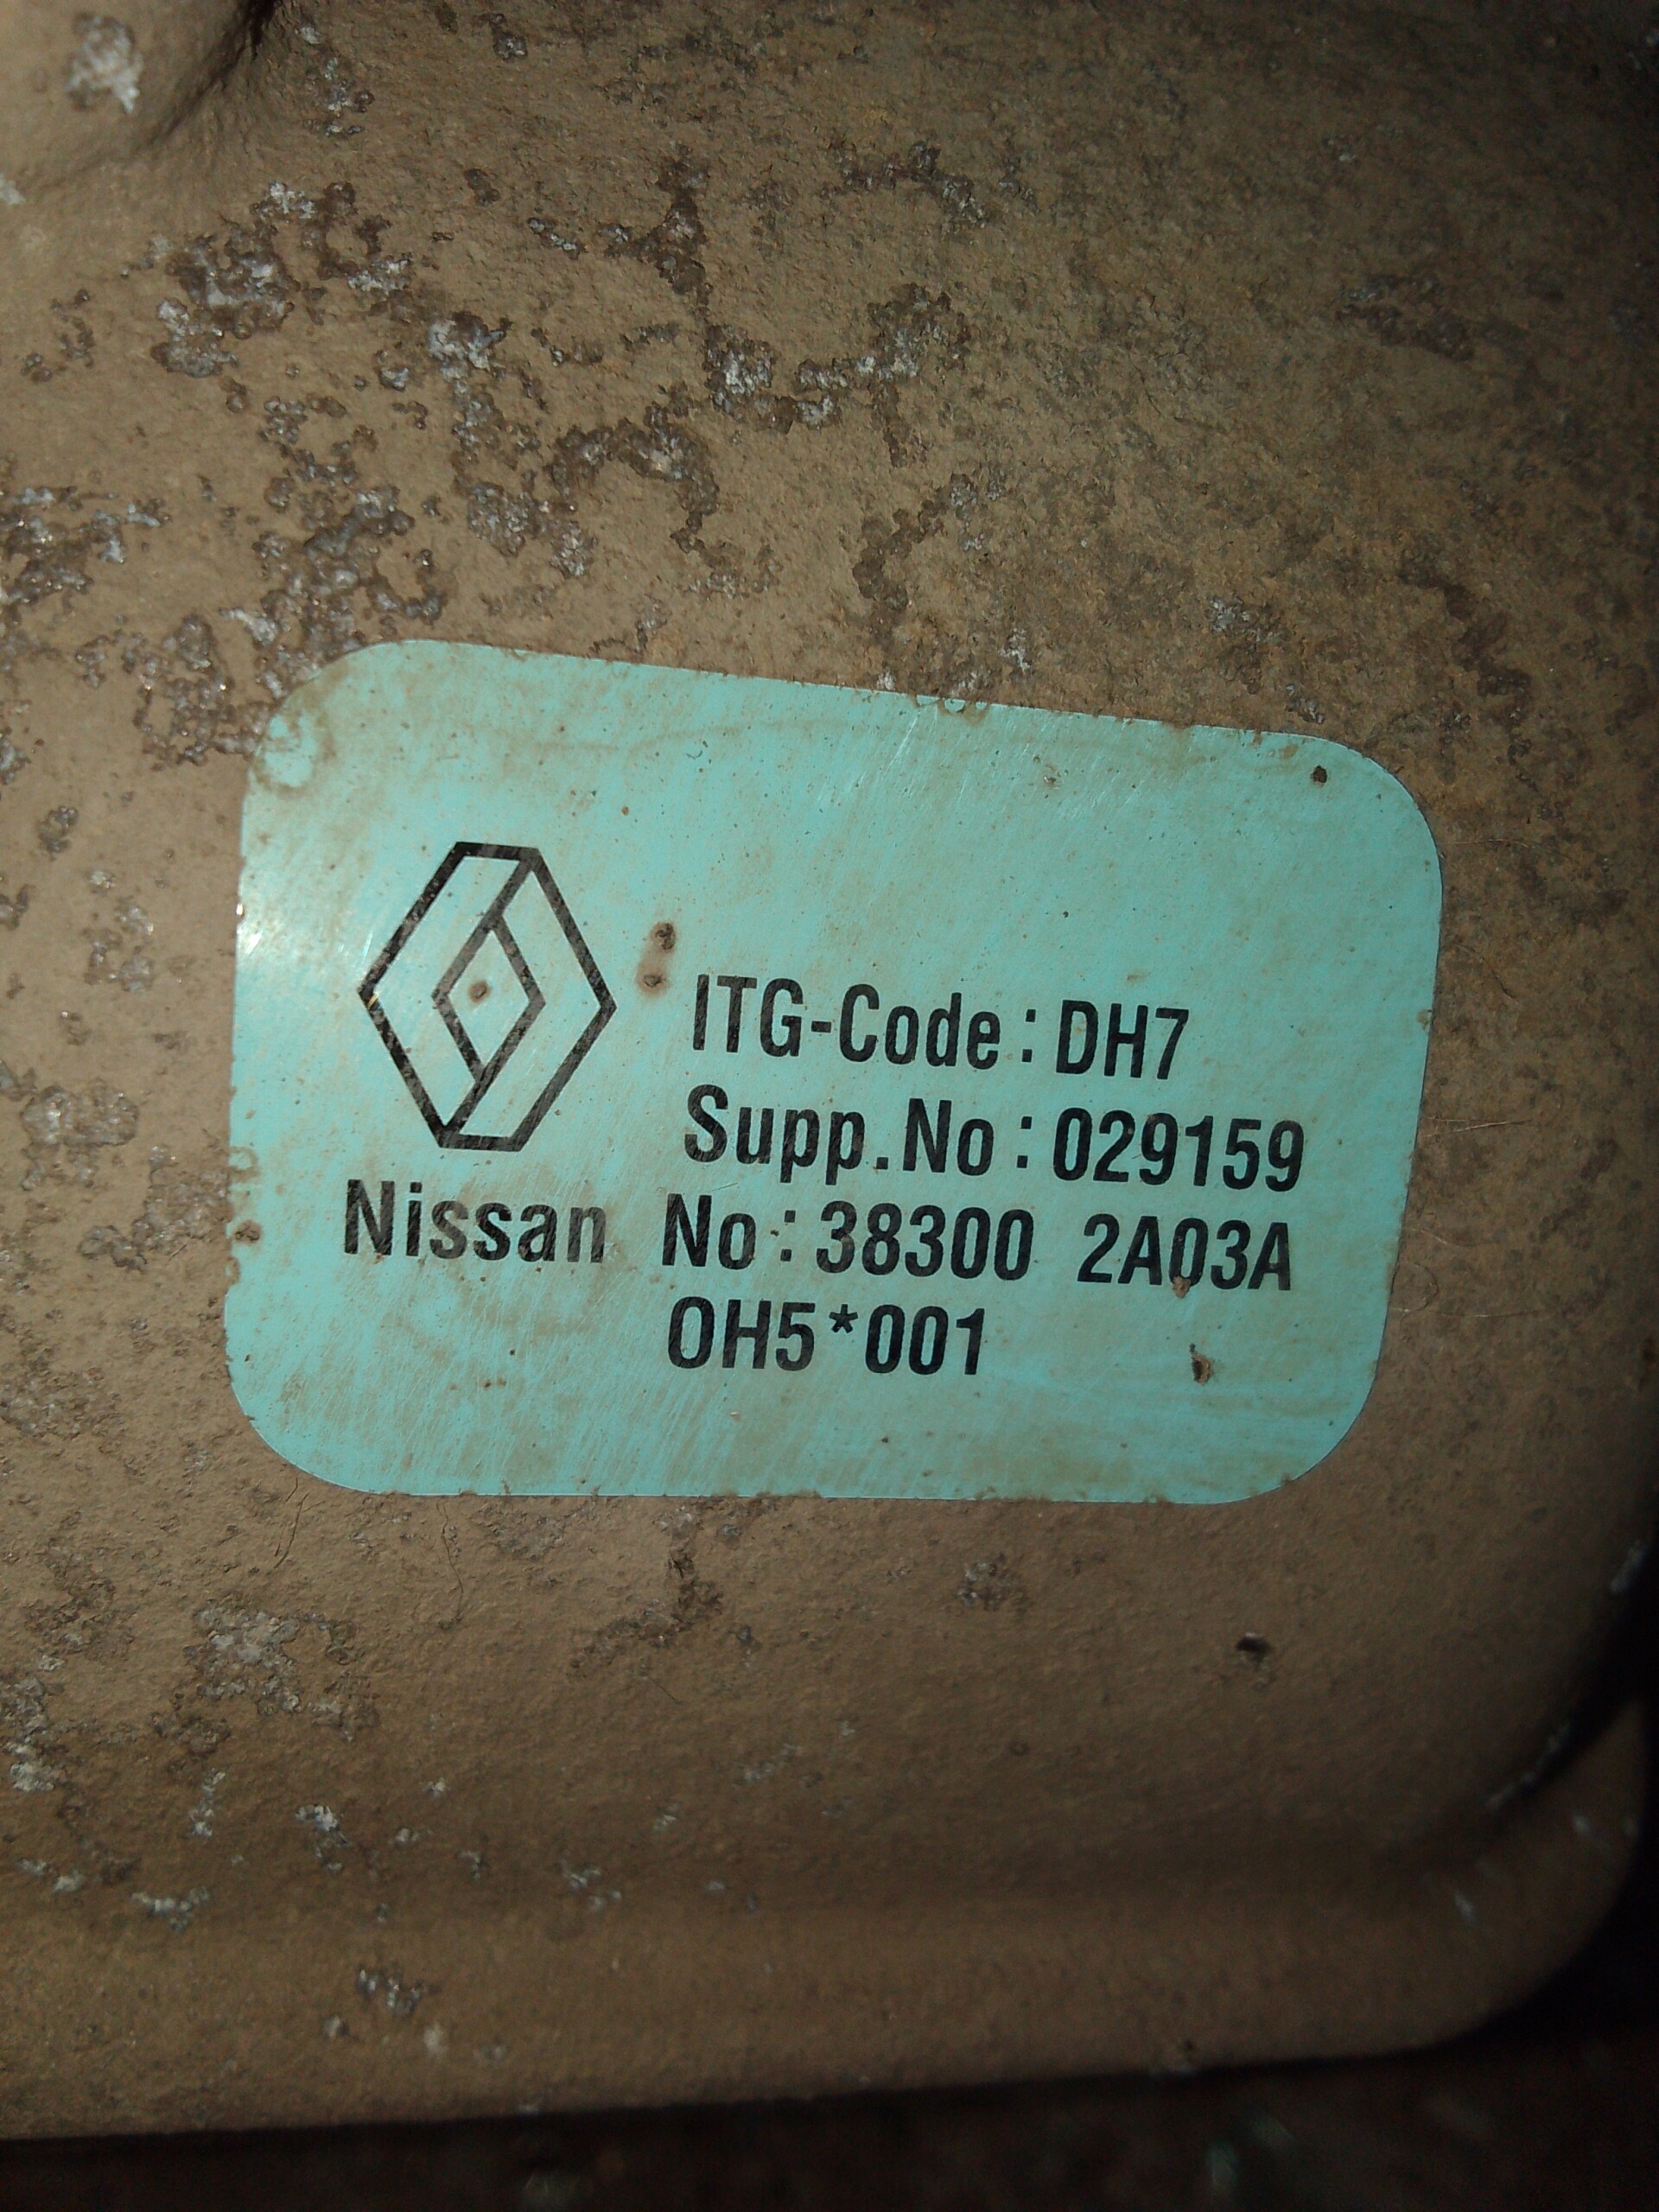 ITG-Code: DH7
Supp.No: 029159
Nissan No: 38300 2A03A
OH5*001